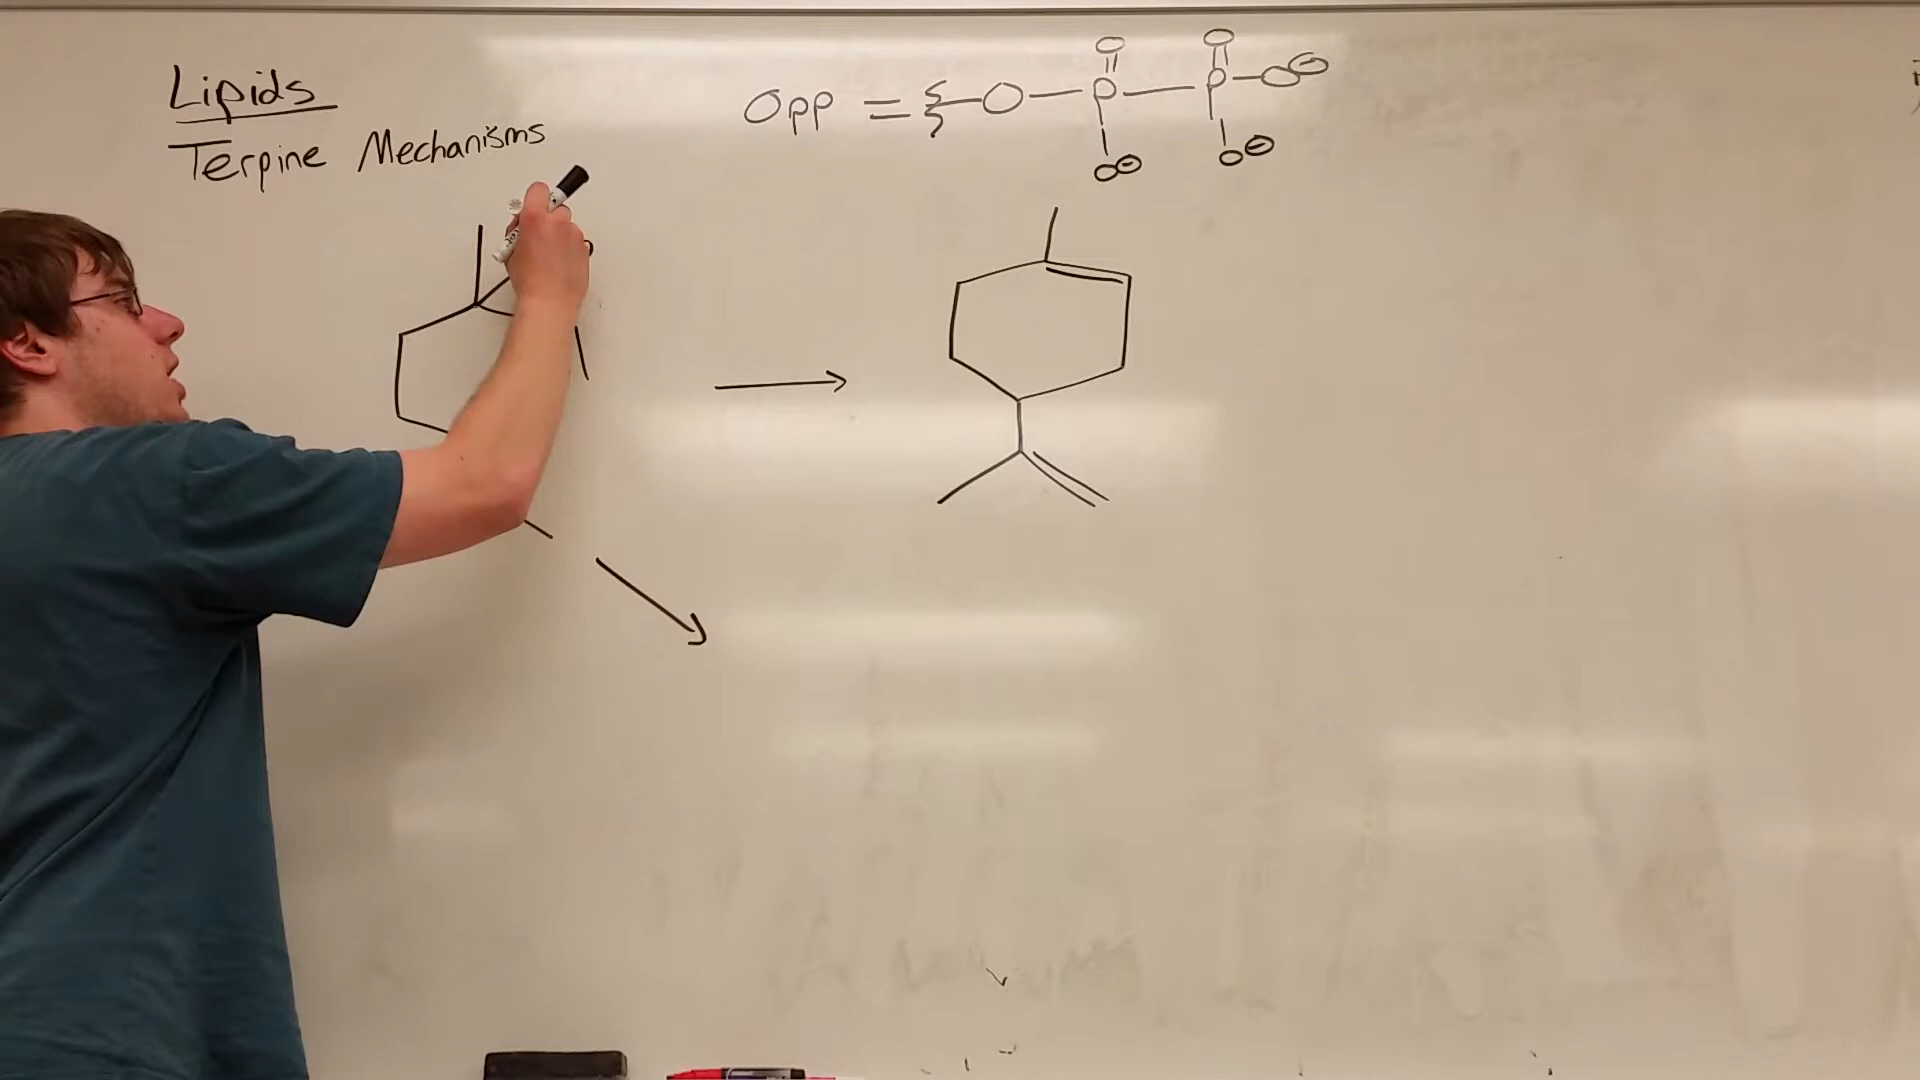 Lipids
Terpine Mechanisms
OPP = O P P O⊖
O O
O⊖ O⊖